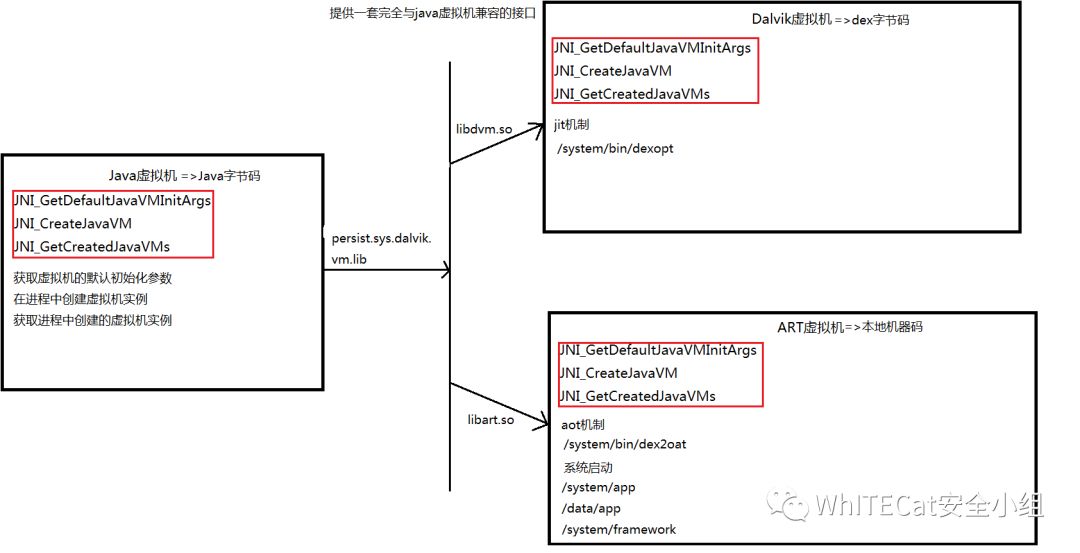 提供一套完全与java虚拟机兼容的接口
Java虚拟机 =>Java字节码
JNI_GetDefaultJavaVMInitArgs
JNI_CreateJavaVM
JNI_GetCreatedJavaVMs
获取虚拟机的默认初始化参数
在进程中创建虚拟机实例
获取进程中创建的虚拟机实例
persist.sys.dalvik.
vm.lib
libdvm.so
libart.so
Dalvik虚拟机 =>dex字节码
JNI_GetDefaultJavaVMInitArgs
JNI_CreateJavaVM
JNI_GetCreatedJavaVMs
jit机制
/system/bin/dexopt
ART虚拟机=>本地机器码
JNI_GetDefaultJavaVMInitArgs
JNI_CreateJavaVM
JNI_GetCreatedJavaVMs
aot机制
/system/bin/dex2oat
系统启动
/system/app
/data/app
/system/framework
WhITECat安全小组